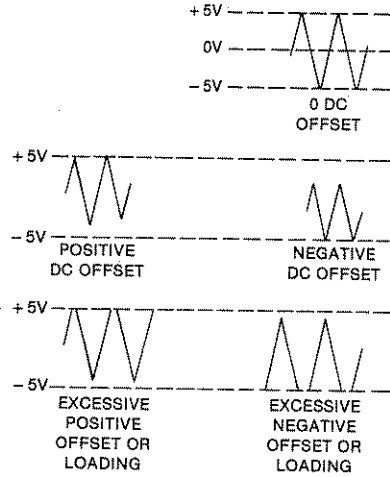 + 5V
0V
- 5V
0 DC
OFFSET
+ 5V
- 5V
POSITIVE
DC OFFSET
NEGATIVE
DC OFFSET
+ 5V
- 5V
EXCESSIVE
POSITIVE
OFFSET OR
LOADING
EXCESSIVE
NEGATIVE
OFFSET OR
LOADING